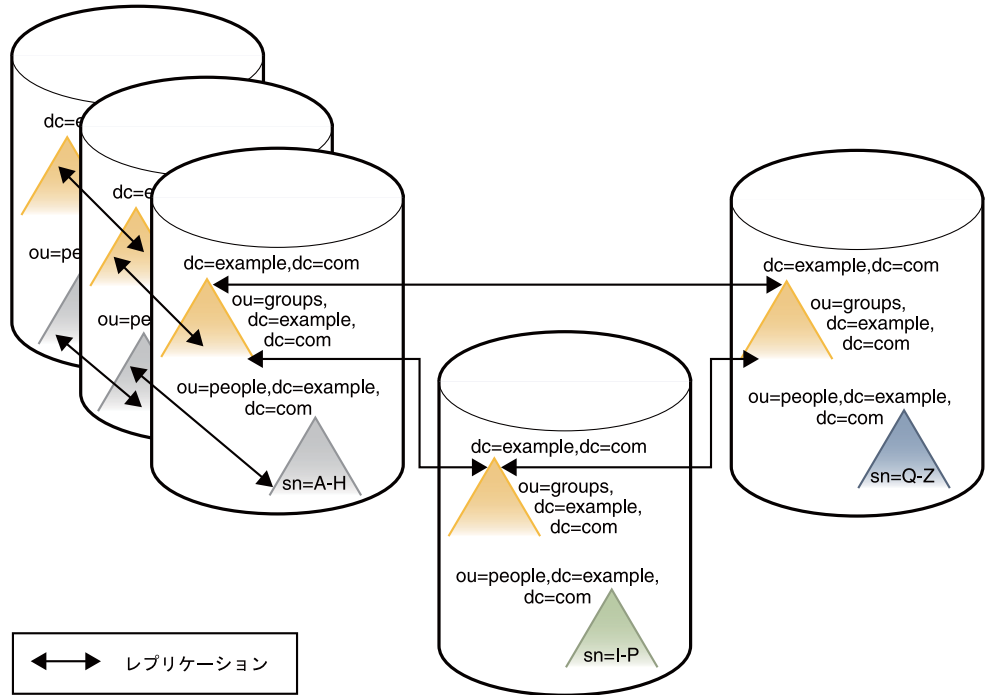 dc=e
ou=pe
dc=e
ou=pe
dc=example,dc=com
ou=groups,
dc=example,
dc=com
ou=people,dc=example,
dc=com
sn=A-H
dc=example,dc=com
ou=groups,
dc=example,
dc=com
ou=people,dc=example,
dc=com
sn=I-P
dc=example,dc=com
ou=groups,
dc=example,
dc=com
ou=people,dc=example,
dc=com
sn=Q-Z
レプリケーション